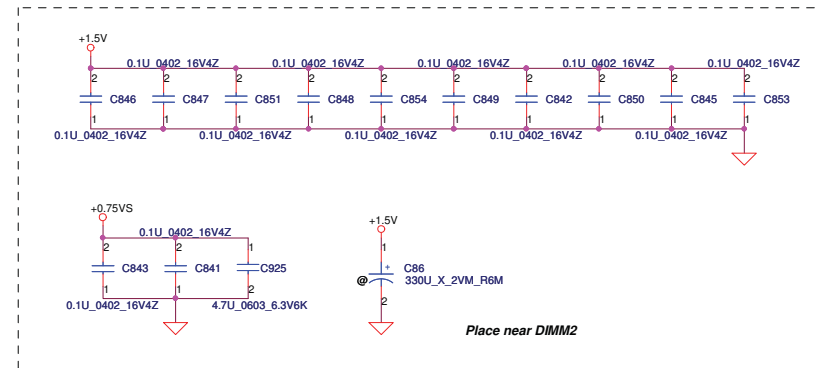 +1.5V
0.1U_0402_16V4Z 0.1U_0402_16V4Z 0.1U_0402_16V4Z 0.1U_0402_16V4Z 0.1U_0402_16V4Z
2 2 2 2 2 2 2 2 2 2
C846 C847 C851 C848 C854 C849 C842 C850 C845 C853
1 1 1 1 1 1 1 1 1 1
0.1U_0402_16V4Z 0.1U_0402_16V4Z 0.1U_0402_16V4Z 0.1U_0402_16V4Z 0.1U_0402_16V4Z
+0.75VS
0.1U_0402_16V4Z
2 2 1
C843 C841 C925
1 1 2
0.1U_0402_16V4Z 4.7U_0603_6.3V6K
+1.5V
1
+ C86
@ 330U_X_2VM_R6M
2
Place near DIMM2